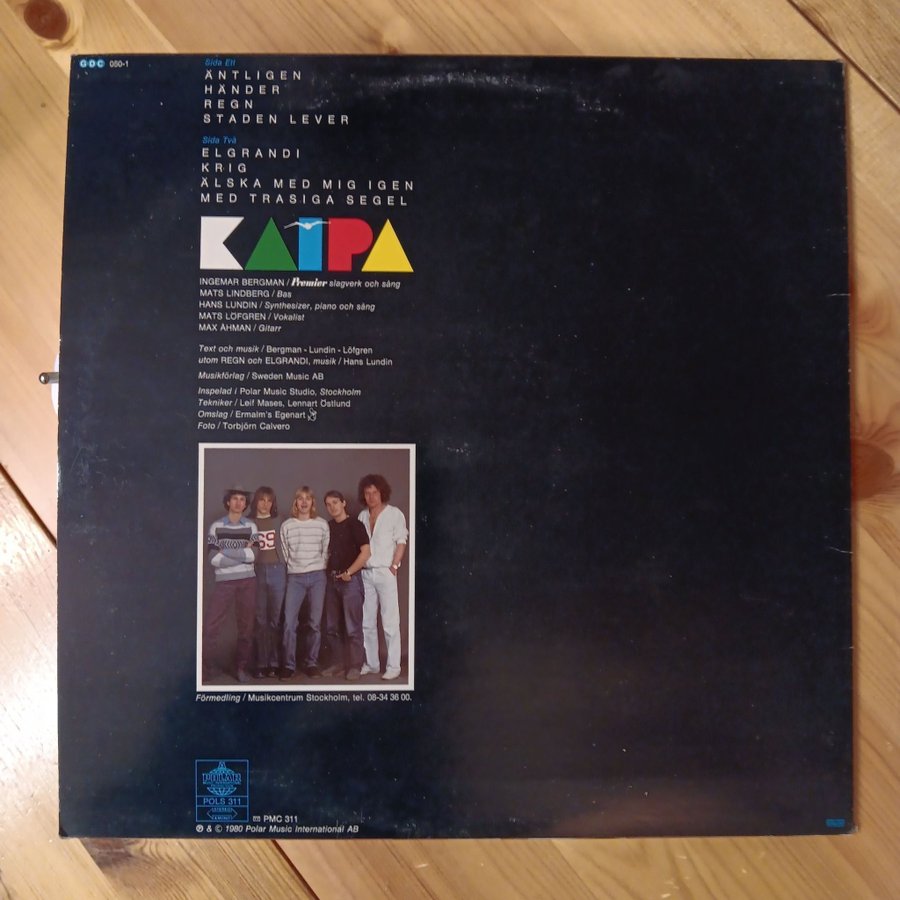 GDC 050-1
Sida Ett
ÄNTLIGEN
HÄNDER
REGN
STADEN LEVER
Sida Två
ELGRANDI
KRIG
ÄLSKA MED MIG IGEN
MED TRASIGA SEGEL
KAIPA
INGEMAR BERGMAN / Premier slagverk och sång
MATS LINDBERG / Bas
HANS LUNDIN / Synthesizer, piano och sång
MATS LÖFGREN / Vokalist
MAX ÅHMAN / Gitarr
Text och musik / Bergman - Lundin - Löfgren
utom REGN och ELGRANDI, musik / Hans Lundin
Musikförlag / Sweden Music AB
Inspelad i Polar Music Studio, Stockholm
Tekniker / Leif Mases, Lennart Östlund
Omslag / Ermalm's Egenart
Foto / Torbjörn Calvero
69
Förmedling / Musikcentrum Stockholm, tel. 08-34 36 00.
POLAR
POLS 311
STEREO
PMC 311
℗ & © 1980 Polar Music International AB